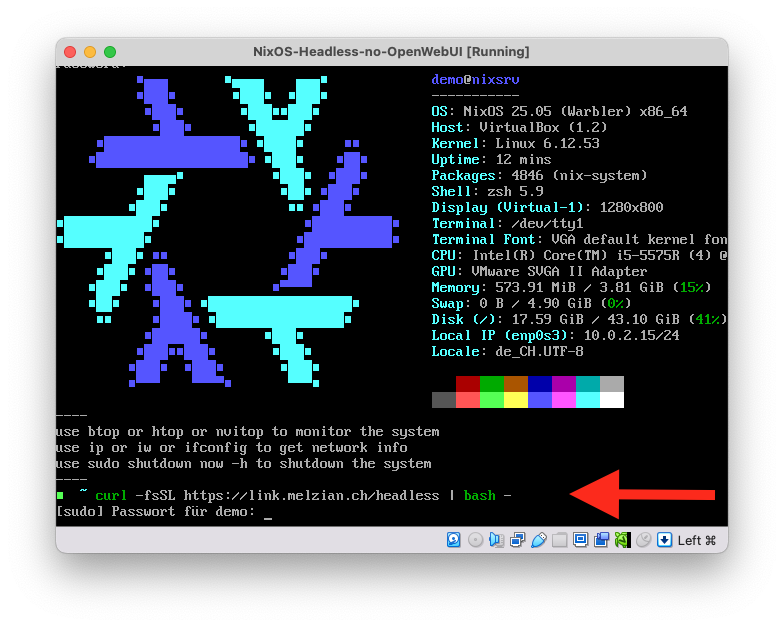 NixOS-Headless-no-OpenWebUI [Running]
demo@nixsrv
-----------
OS: NixOS 25.05 (Warbler) x86_64
Host: VirtualBox (1.2)
Kernel: Linux 6.12.53
Uptime: 12 mins
Packages: 4846 (nix-system)
Shell: zsh 5.9
Display (Virtual-1): 1280x800
Terminal: /dev/tty1
Terminal Font: VGA default kernel fon
CPU: Intel(R) Core(TM) i5-5575R (4) @
GPU: VMware SVGA II Adapter
Memory: 573.91 MiB / 3.81 GiB (15%)
Swap: 0 B / 4.90 GiB (0%)
Disk (/): 17.59 GiB / 43.10 GiB (41%)
Local IP (enp0s3): 10.0.2.15/24
Locale: de_CH.UTF-8
----
use btop or htop or nvitop to monitor the system
use ip or iw or ifconfig to get network info
use sudo shutdown now -h to shutdown the system
----
~ curl -fsSL https://link.melzian.ch/headless | bash -
[sudo] Passwort für demo: _
Left ⌘